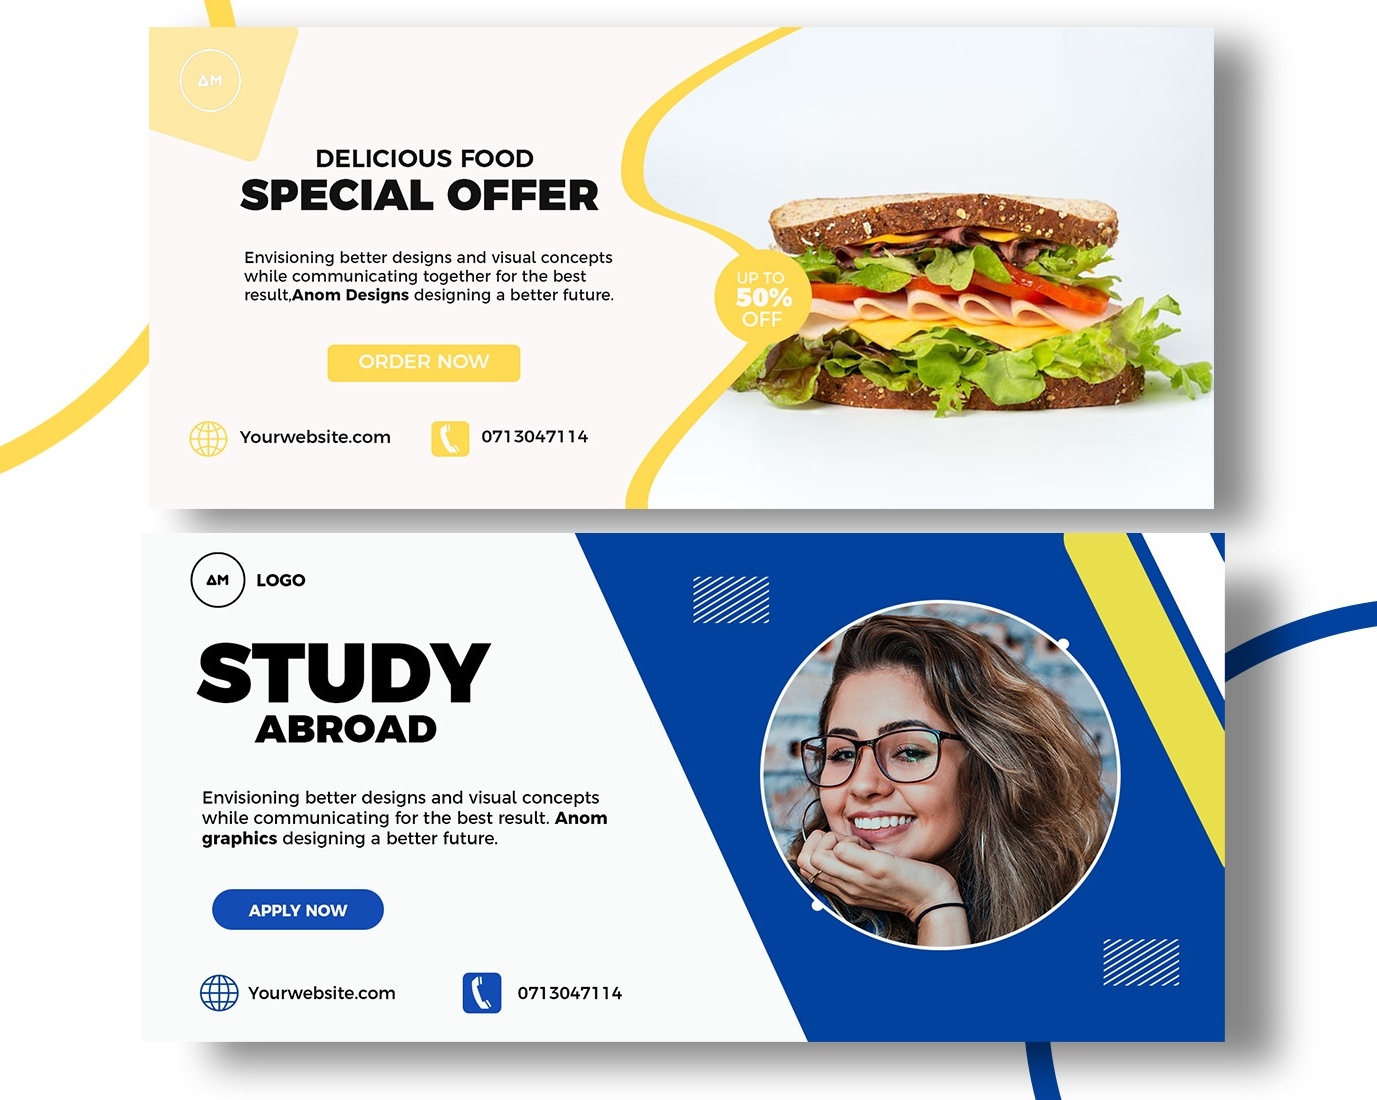 AM
DELICIOUS FOOD
SPECIAL OFFER
Envisioning better designs and visual concepts
while communicating together for the best
result,Anom Designs designing a better future.
UP TO
50%
OFF
ORDER NOW
Yourwebsite.com
0713047114
AM LOGO
STUDY
ABROAD
Envisioning better designs and visual concepts
while communicating for the best result. Anom
graphics designing a better future.
APPLY NOW
Yourwebsite.com
0713047114